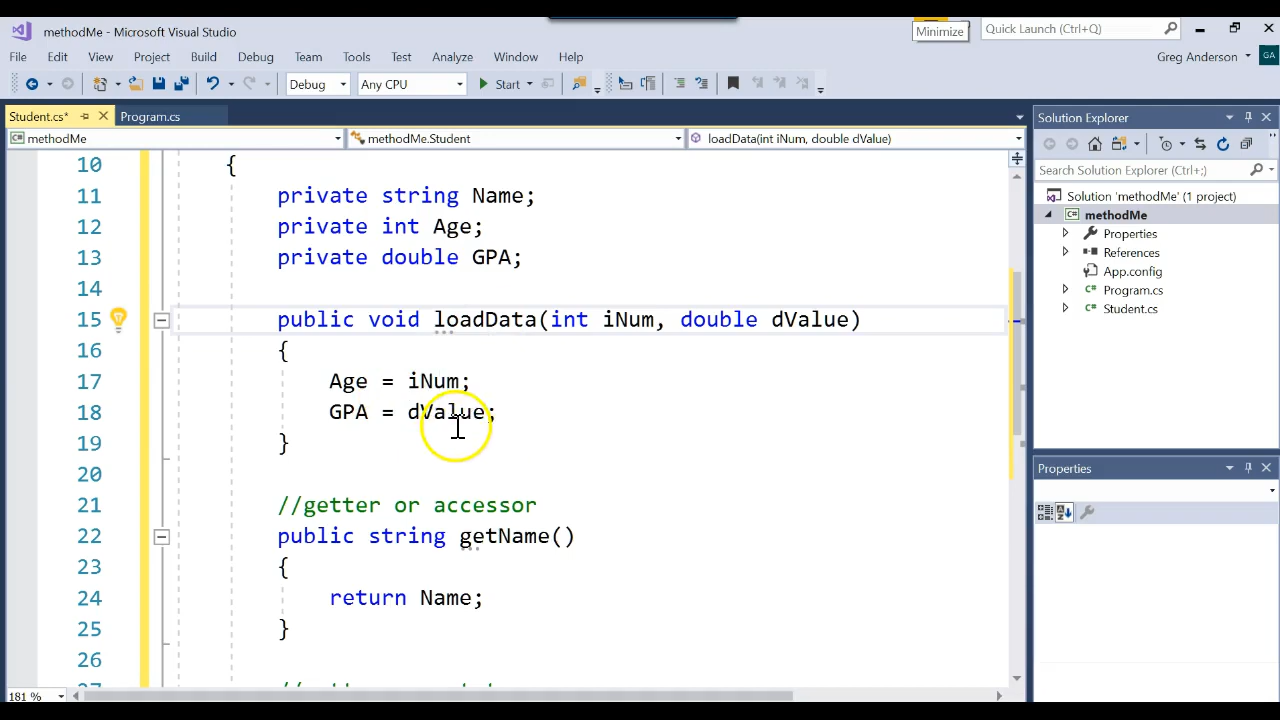 methodMe - Microsoft Visual Studio
Minimize
Quick Launch (Ctrl+Q)
File Edit View Project Build Debug Team Tools Test Analyze Window Help
Greg Anderson GA
Debug Any CPU Start
Student.cs* Program.cs
methodMe methodMe.Student loadData(int iNum, double dValue)
10 {
11 private string Name;
12 private int Age;
13 private double GPA;
14
15 public void loadData(int iNum, double dValue)
16 {
17 Age = iNum;
18 GPA = dValue;
19 }
20
21 //getter or accessor
22 public string getName()
23 {
24 return Name;
25 }
26
181 %
Solution Explorer
Search Solution Explorer (Ctrl+;)
Solution 'methodMe' (1 project)
methodMe
Properties
References
App.config
Program.cs
Student.cs
Properties